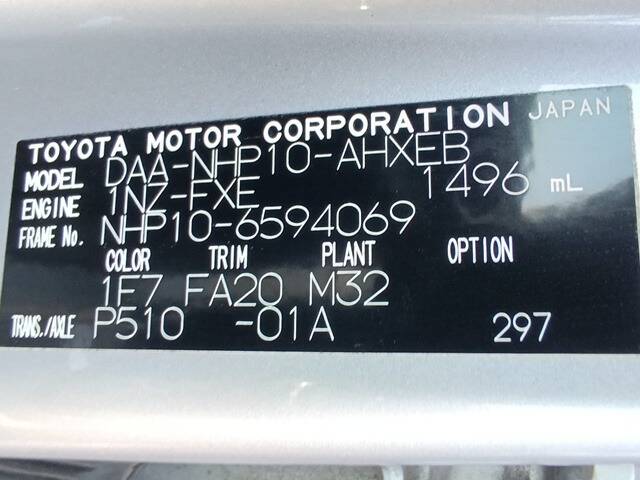 TOYOTA MOTOR CORPORATION JAPAN
MODEL DAA-NHP10-AHXEB
ENGINE 1NZ-FXE 1496 mL
FRAME No. NHP10-6594069
COLOR TRIM PLANT OPTION
1F7 FA20 M32
TRANS./AXLE P510 -01A 297